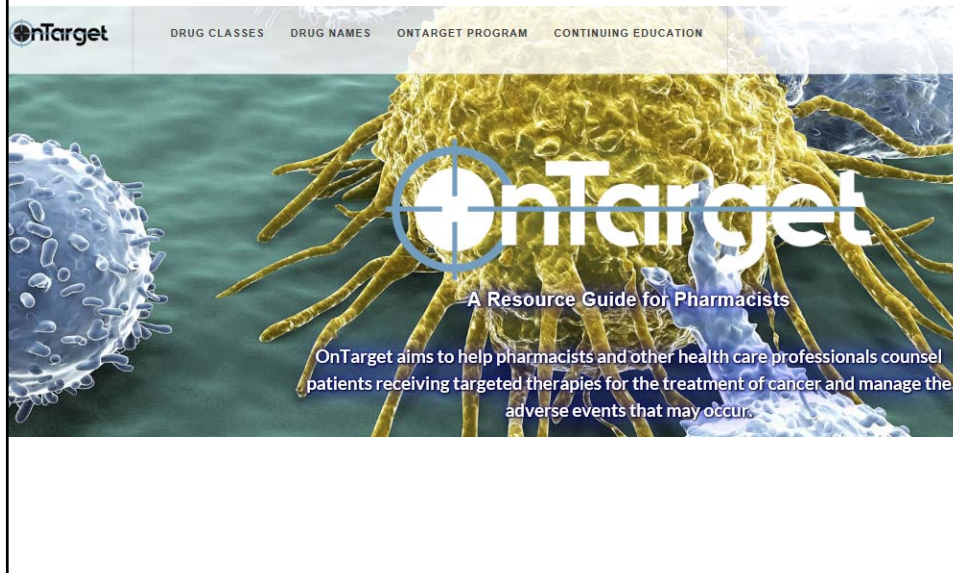 OnTarget
DRUG CLASSES DRUG NAMES ONTARGET PROGRAM CONTINUING EDUCATION
OnTarget
A Resource Guide for Pharmacists
OnTarget aims to help pharmacists and other health care professionals counsel
patients receiving targeted therapies for the treatment of cancer and manage the
adverse events that may occur.